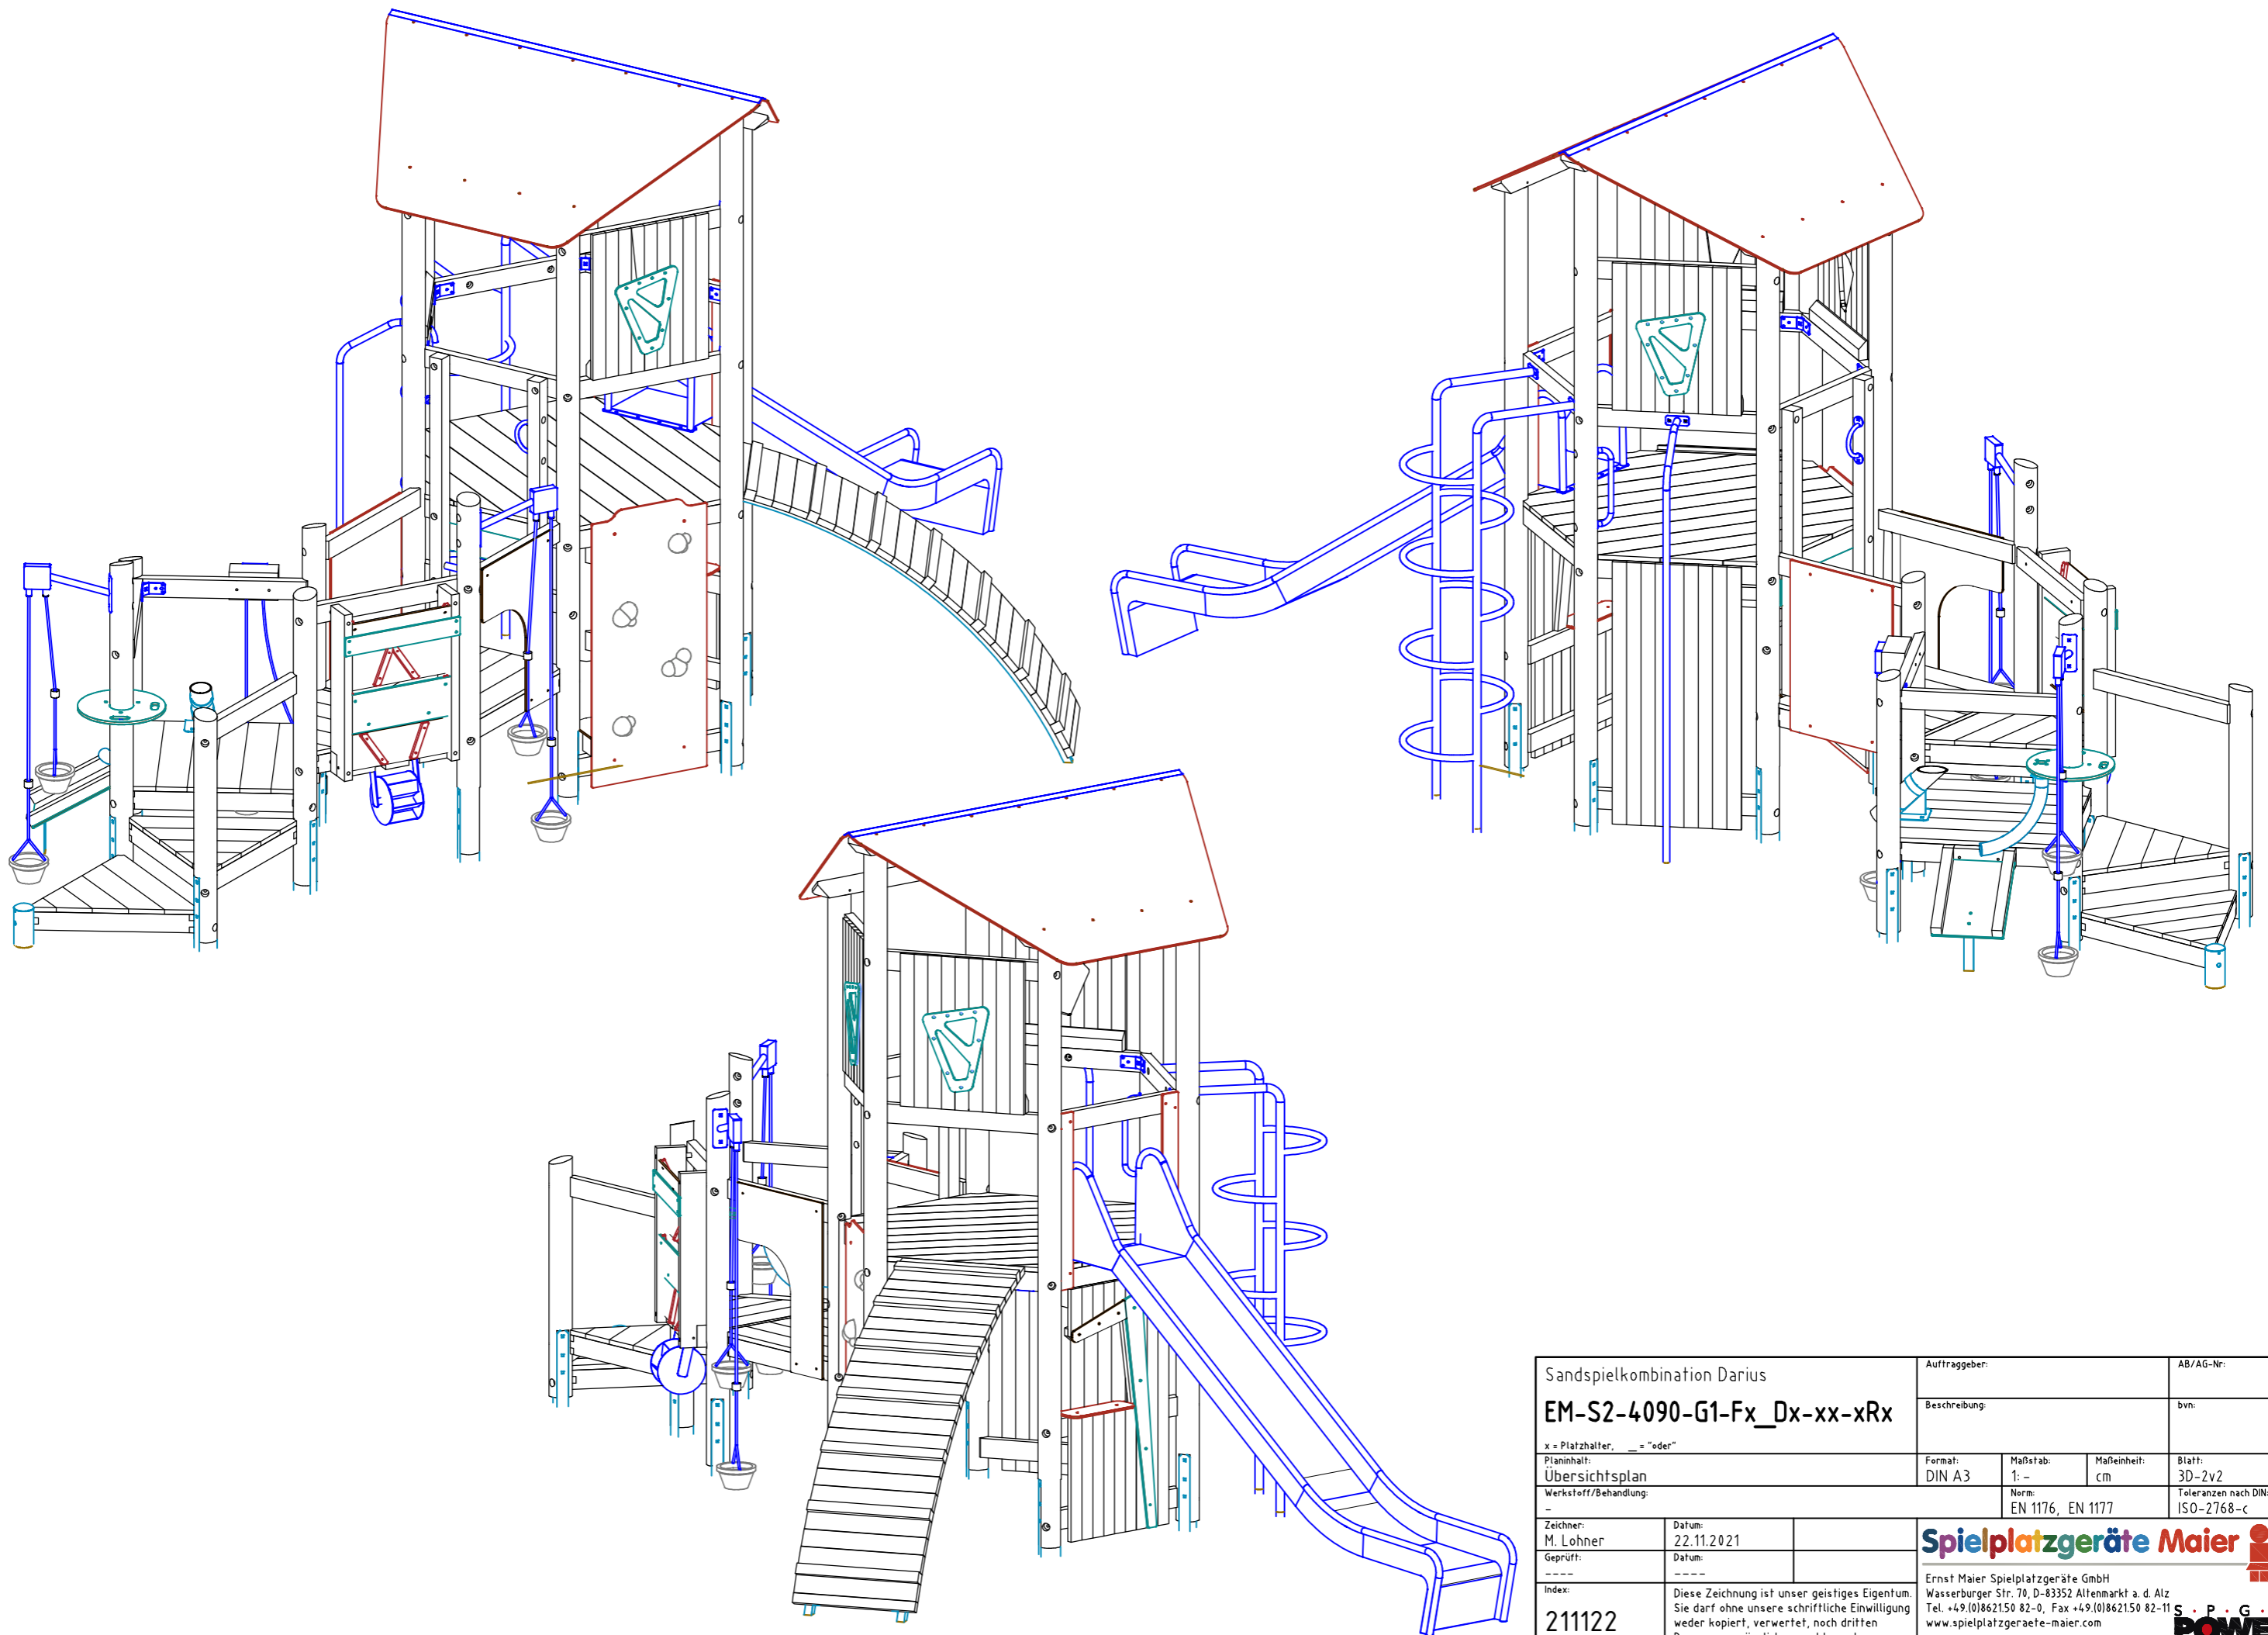 Sandspielkombination Darius
EM-S2-4090-G1-Fx_Dx-xx-xRx
x = Platzhalter, __ = "oder"
Auftraggeber:
AB/AG-Nr:
Beschreibung:
bvn:
Planinhalt:
Übersichtsplan
Format:
DIN A3
Maßstab:
1: -
Maßeinheit:
cm
Blatt:
3D-2v2
Werkstoff/Behandlung:
-
Norm:
EN 1176, EN 1177
Toleranzen nach DIN:
ISO-2768-c
Zeichner:
M. Lohner
Datum:
22.11.2021
Geprüft:
----
Datum:
----
Index:
211122
Diese Zeichnung ist unser geistiges Eigentum.
Sie darf ohne unsere schriftliche Einwilligung
weder kopiert, verwertet, noch dritten
Spielplatzgeräte Maier
Ernst Maier Spielplatzgeräte GmbH
Wasserburger Str. 70, D-83352 Altenmarkt a. d. Alz
Tel. +49.(0)8621.50 82-0, Fax +49.(0)8621.50 82-11
www.spielplatzgeraete-maier.com
S · P · G ·